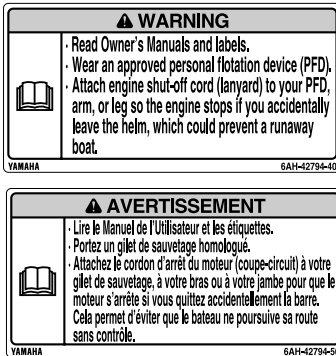 WARNING
· Read Owner's Manuals and labels.
· Wear an approved personal flotation device (PFD).
· Attach engine shut-off cord (lanyard) to your PFD,
arm, or leg so the engine stops if you accidentally
leave the helm, which could prevent a runaway
boat.
YAMAHA 6AH-42794-40
AVERTISSEMENT
· Lire le Manuel de l'Utilisateur et les étiquettes.
· Portez un gilet de sauvetage homologué.
· Attachez le cordon d'arrêt du moteur (coupe-circuit) à votre
gilet de sauvetage, à votre bras ou à votre jambe pour que le
moteur s'arrête si vous quittez accidentellement la barre.
Cela permet d'éviter que le bateau ne poursuive sa route
sans contrôle.
YAMAHA 6AH-42794-50